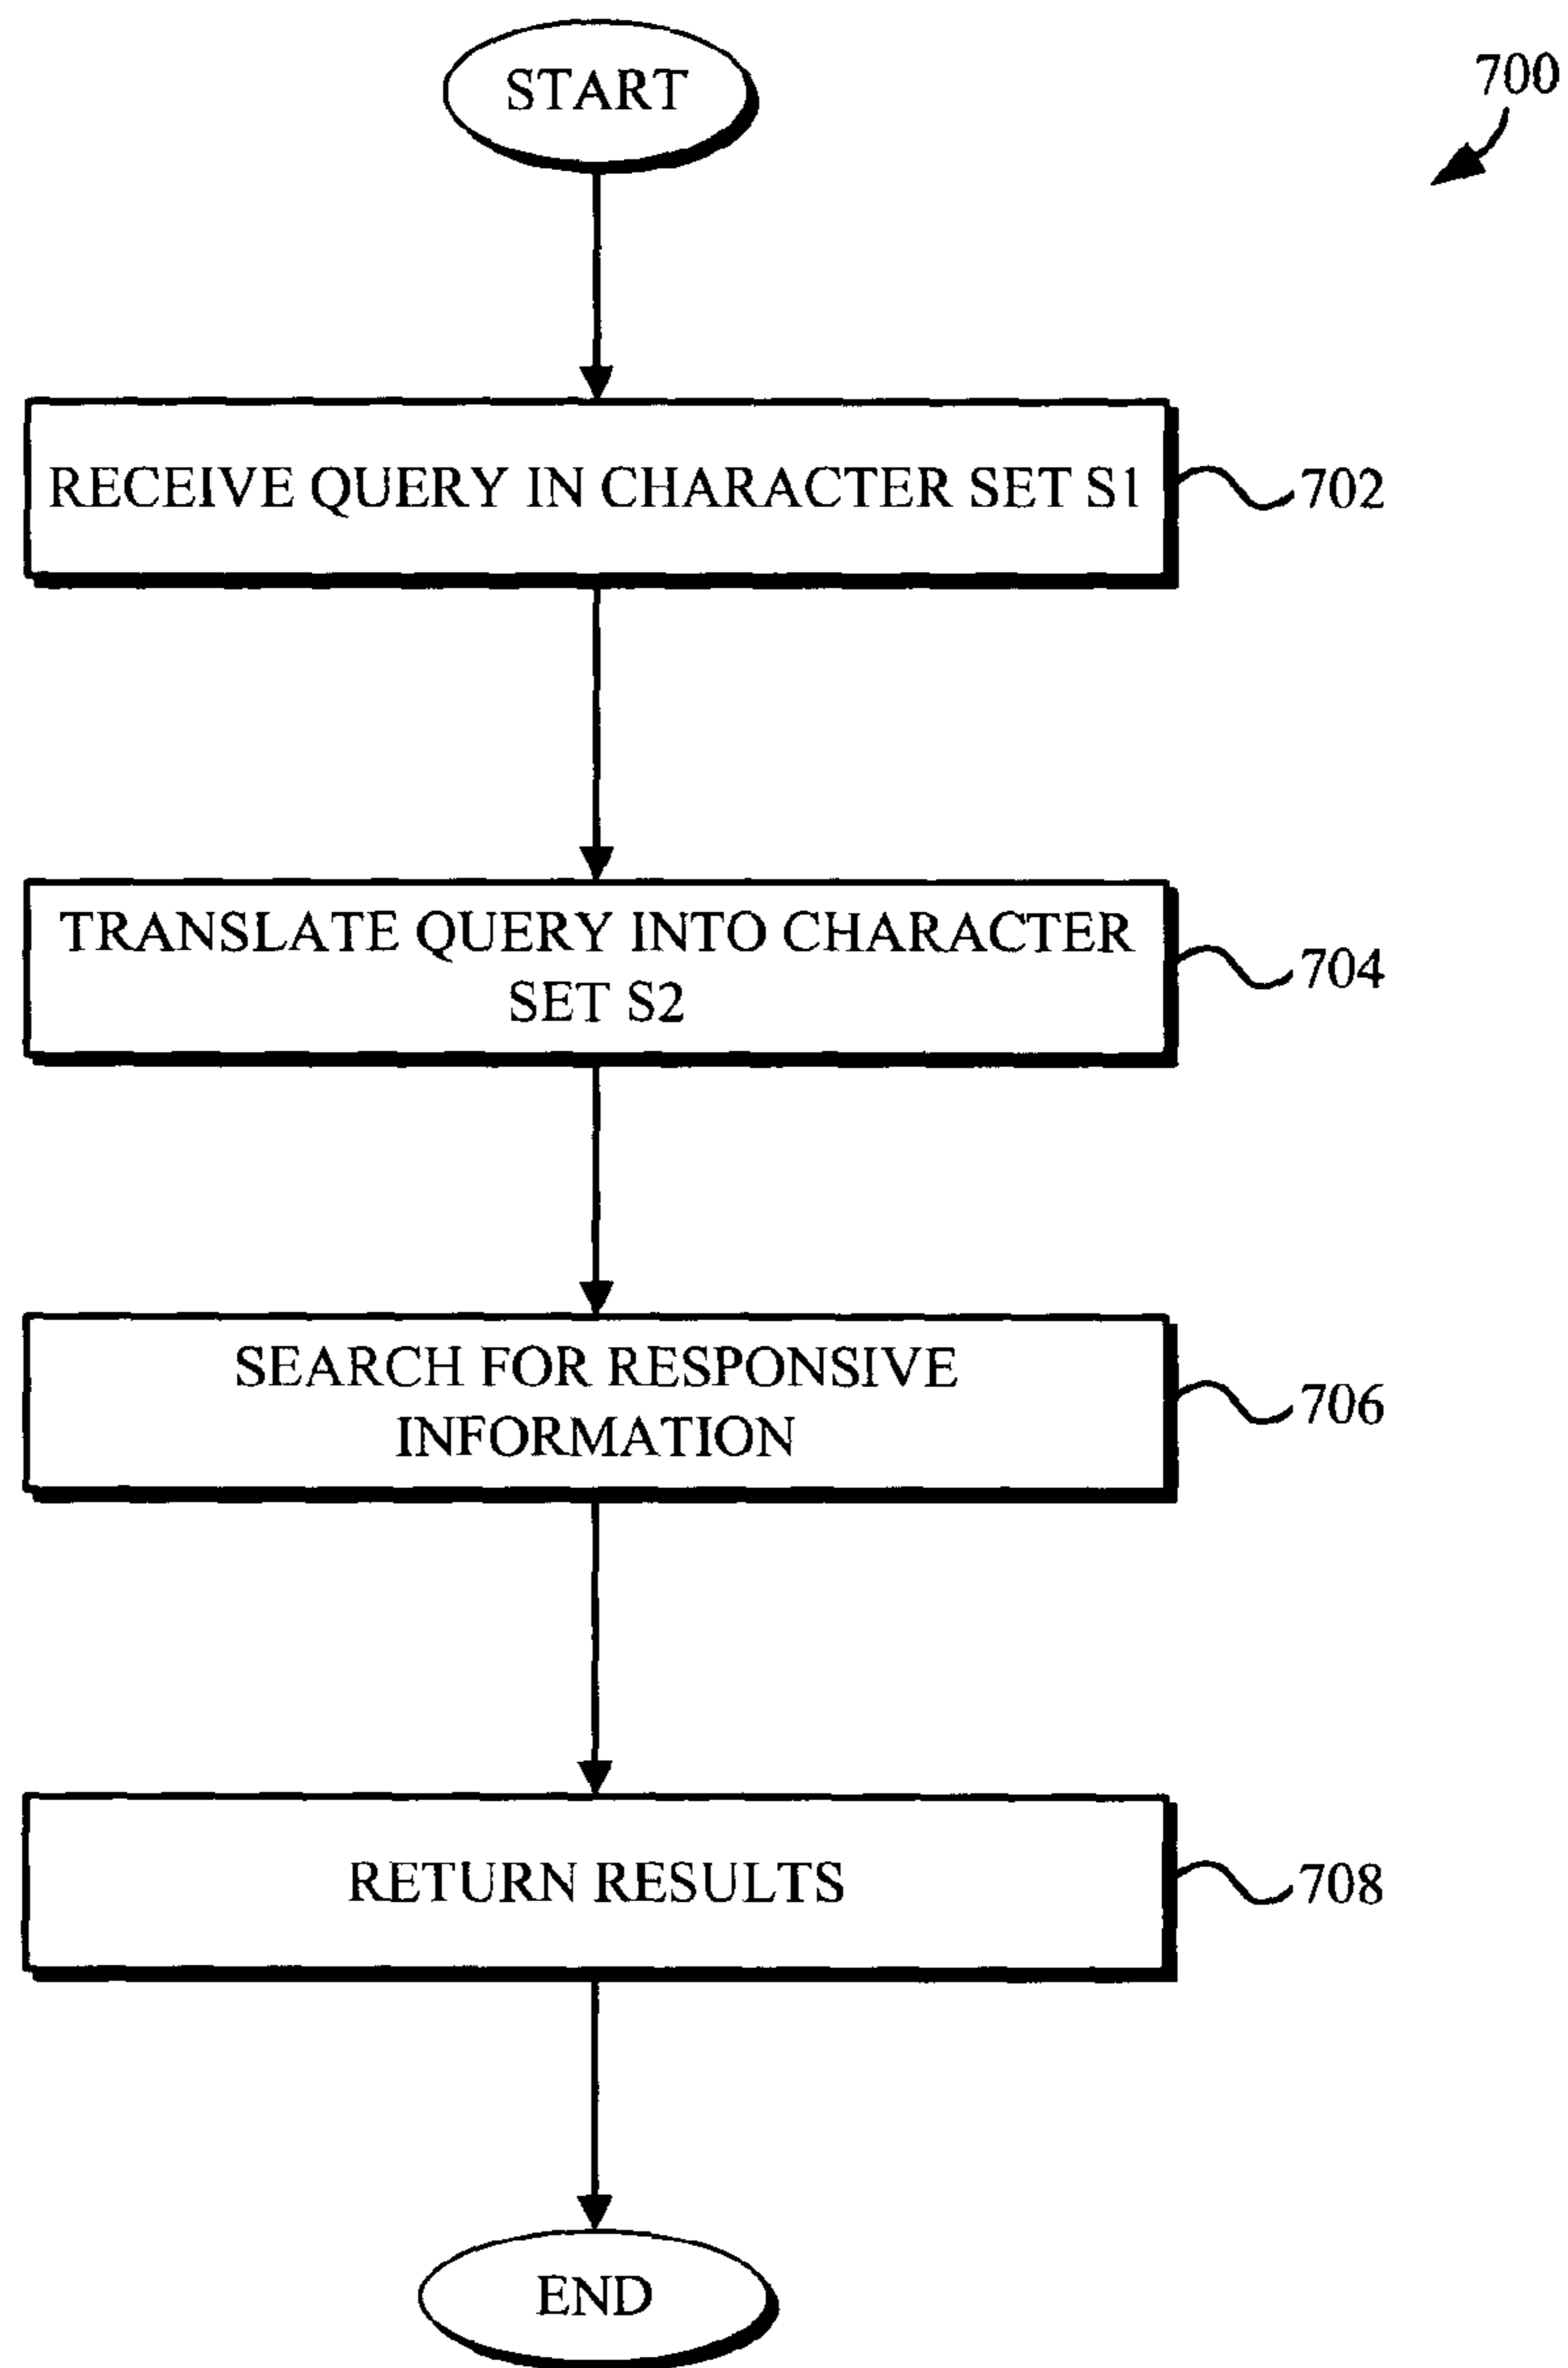 START
700
RECEIVE QUERY IN CHARACTER SET S1
702
TRANSLATE QUERY INTO CHARACTER
SET S2
704
SEARCH FOR RESPONSIVE
INFORMATION
706
RETURN RESULTS
708
END